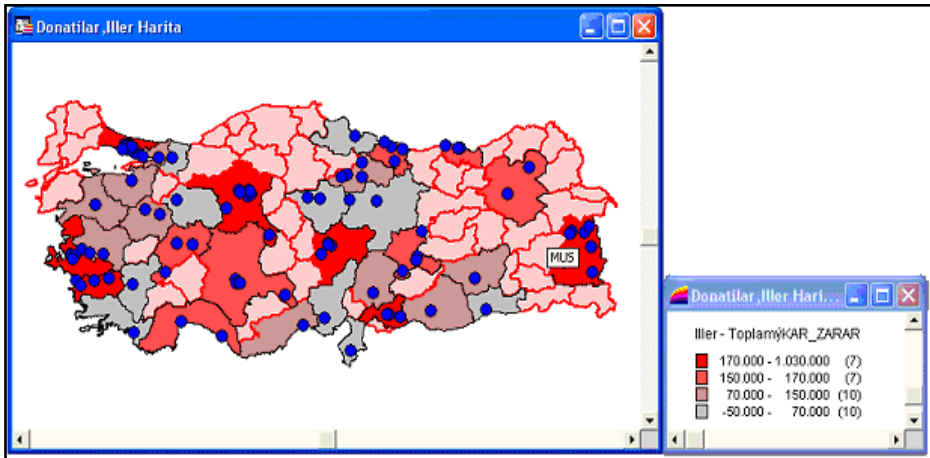 Donatilar ,Iller Harita
MUS
Donatilar ,Iller Hari...
Iller - ToplamýKAR_ZARAR
170.000 - 1.030.000 (7)
150.000 - 170.000 (7)
70.000 - 150.000 (10)
-50.000 - 70.000 (10)